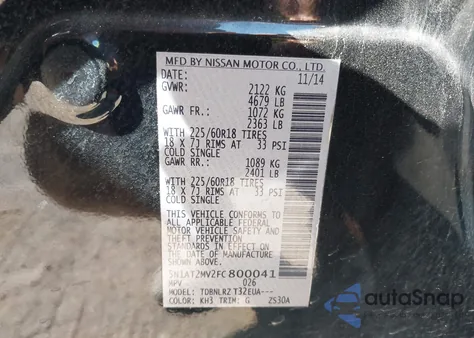 MFD BY NISSAN MOTOR CO., LTD.
DATE: 11/14
GVWR: 2122 KG
4679 LB
GAWR FR.: 1072 KG
2363 LB
WITH 225/60R18 TIRES
18 X 7J RIMS AT 33 PSI
COLD SINGLE
GAWR RR.: 1089 KG
2401 LB
WITH 225/60R18 TIRES
18 X 7J RIMS AT 33 PSI
COLD SINGLE
THIS VEHICLE CONFORMS TO
ALL APPLICABLE FEDERAL
MOTOR VEHICLE SAFETY AND
STANDARDS IN EFFECT ON
THE DATE OF MANUFACTURE
SHOWN ABOVE.
5N1AT2MV2FC800041
MPV 026
MODEL: TDBNLRZ T32EUA---
COLOR: KH3 TRIM: G ZS30A
autoSnap